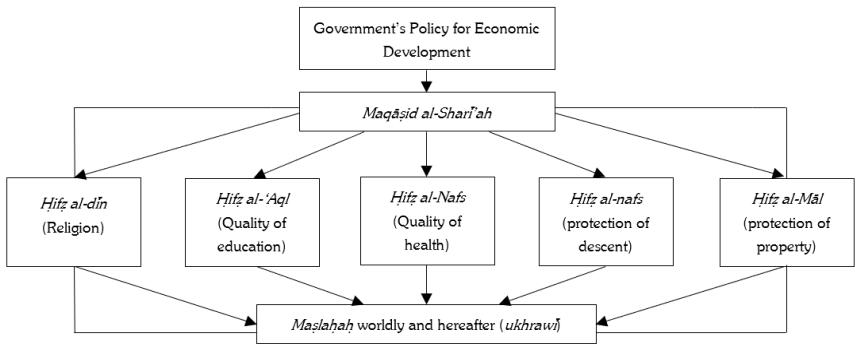 Government's Policy for Economic
Development
Maqāṣid al-Sharī'ah
Ḥifẓ al-dīn
(Religion)
Ḥifẓ al-'Aql
(Quality of
education)
Ḥifẓ al-Nafs
(Quality of
health)
Ḥifẓ al-nafs
(protection of
descent)
Ḥifẓ al-Māl
(protection of
property)
Maṣlaḥaḥ worldly and hereafter (ukhrawī)